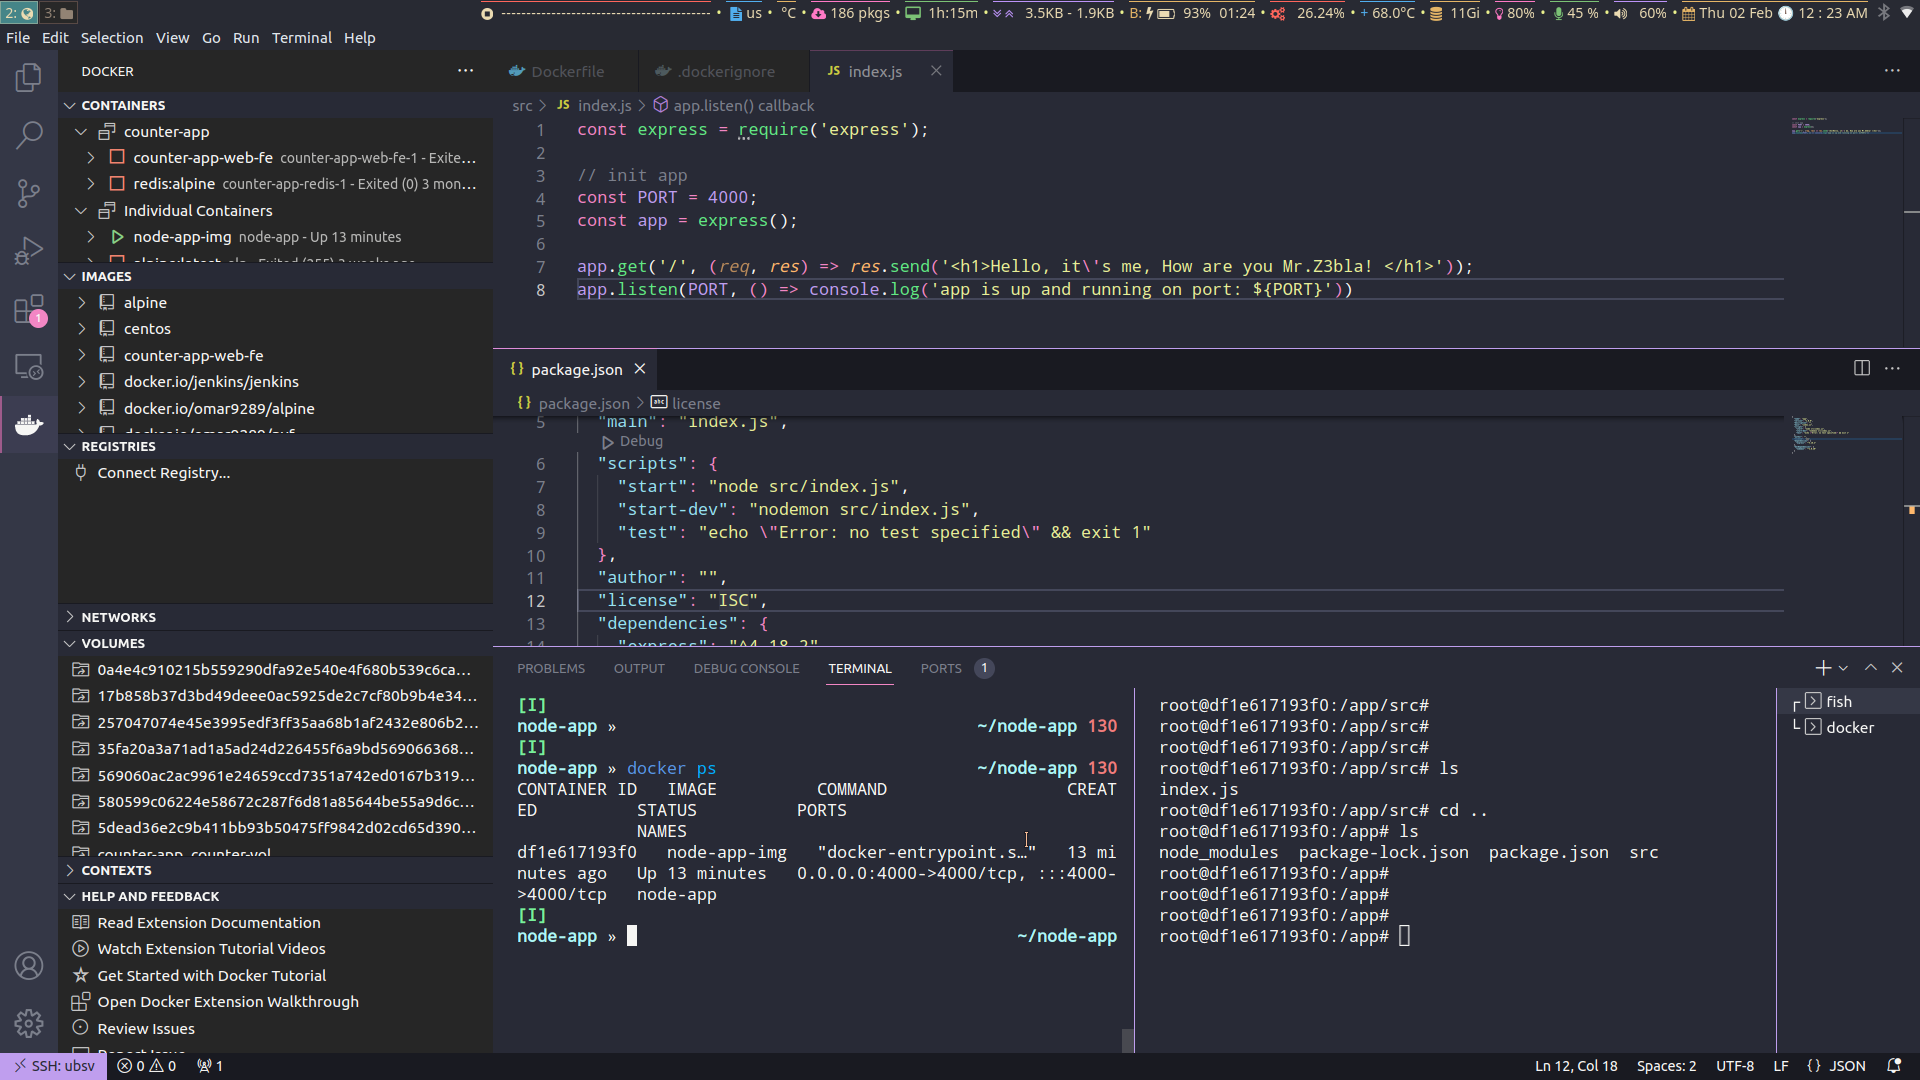 2:
3:
us • °C • 186 pkgs • 1h:15m • 3.5KB - 1.9KB • B: 93% 01:24 • 26.24% • + 68.0°C • 11Gi • 80% • 45 % • 60% • Thu 02 Feb 12 : 23 AM
File Edit Selection View Go Run Terminal Help
DOCKER
CONTAINERS
counter-app
counter-app-web-fe counter-app-web-fe-1 - Exite...
redis:alpine counter-app-redis-1 - Exited (0) 3 mon...
Individual Containers
node-app-img node-app - Up 13 minutes
IMAGES
alpine
centos
counter-app-web-fe
docker.io/jenkins/jenkins
docker.io/omar9289/alpine
REGISTRIES
Connect Registry...
NETWORKS
VOLUMES
0a4e4c910215b559290dfa92e540e4f680b539c6ca...
17b858b37d3bd49deee0ac5925de2c7cf80b9b4e34...
257047074e45e3995edf3ff35aa68b1af2432e806b2...
35fa20a3a71ad1a5ad24d226455f6a9bd569066368...
569060ac2ac9961e24659ccd7351a742ed0167b319...
580599c06224e58672c287f6d81a85644be55a9d6c...
5dead36e2c9b411bb93b50475ff9842d02cd65d390...
counter-app_counter-vol
CONTEXTS
HELP AND FEEDBACK
Read Extension Documentation
Watch Extension Tutorial Videos
Get Started with Docker Tutorial
Open Docker Extension Walkthrough
Review Issues
Report Issue
1
Dockerfile .dockerignore JS index.js
src > JS index.js > app.listen() callback
1 const express = require('express');
2
3 // init app
4 const PORT = 4000;
5 const app = express();
6
7 app.get('/', (req, res) => res.send('<h1>Hello, it\'s me, How are you Mr.Z3bla! </h1>'));
8 app.listen(PORT, () => console.log('app is up and running on port: ${PORT}'))
{} package.json
{} package.json > abc license
5 "main": "index.js",
Debug
6 "scripts": {
7 "start": "node src/index.js",
8 "start-dev": "nodemon src/index.js",
9 "test": "echo \"Error: no test specified\" && exit 1"
10 },
11 "author": "",
12 "license": "ISC",
13 "dependencies": {
14 "express": "^4.18.2"
PROBLEMS OUTPUT DEBUG CONSOLE TERMINAL PORTS 1
[I]
node-app » ~/node-app 130
[I]
node-app » docker ps ~/node-app 130
CONTAINER ID IMAGE COMMAND CREAT
ED STATUS PORTS
NAMES
df1e617193f0 node-app-img "docker-entrypoint.s…" 13 mi
nutes ago Up 13 minutes 0.0.0.0:4000->4000/tcp, :::4000-
>4000/tcp node-app
[I]
node-app » ~/node-app
root@df1e617193f0:/app/src#
root@df1e617193f0:/app/src#
root@df1e617193f0:/app/src#
root@df1e617193f0:/app/src# ls
index.js
root@df1e617193f0:/app/src# cd ..
root@df1e617193f0:/app# ls
node_modules package-lock.json package.json src
root@df1e617193f0:/app#
root@df1e617193f0:/app#
root@df1e617193f0:/app#
root@df1e617193f0:/app#
fish
docker
SSH: ubsv 0 0 1
Ln 12, Col 18 Spaces: 2 UTF-8 LF {} JSON